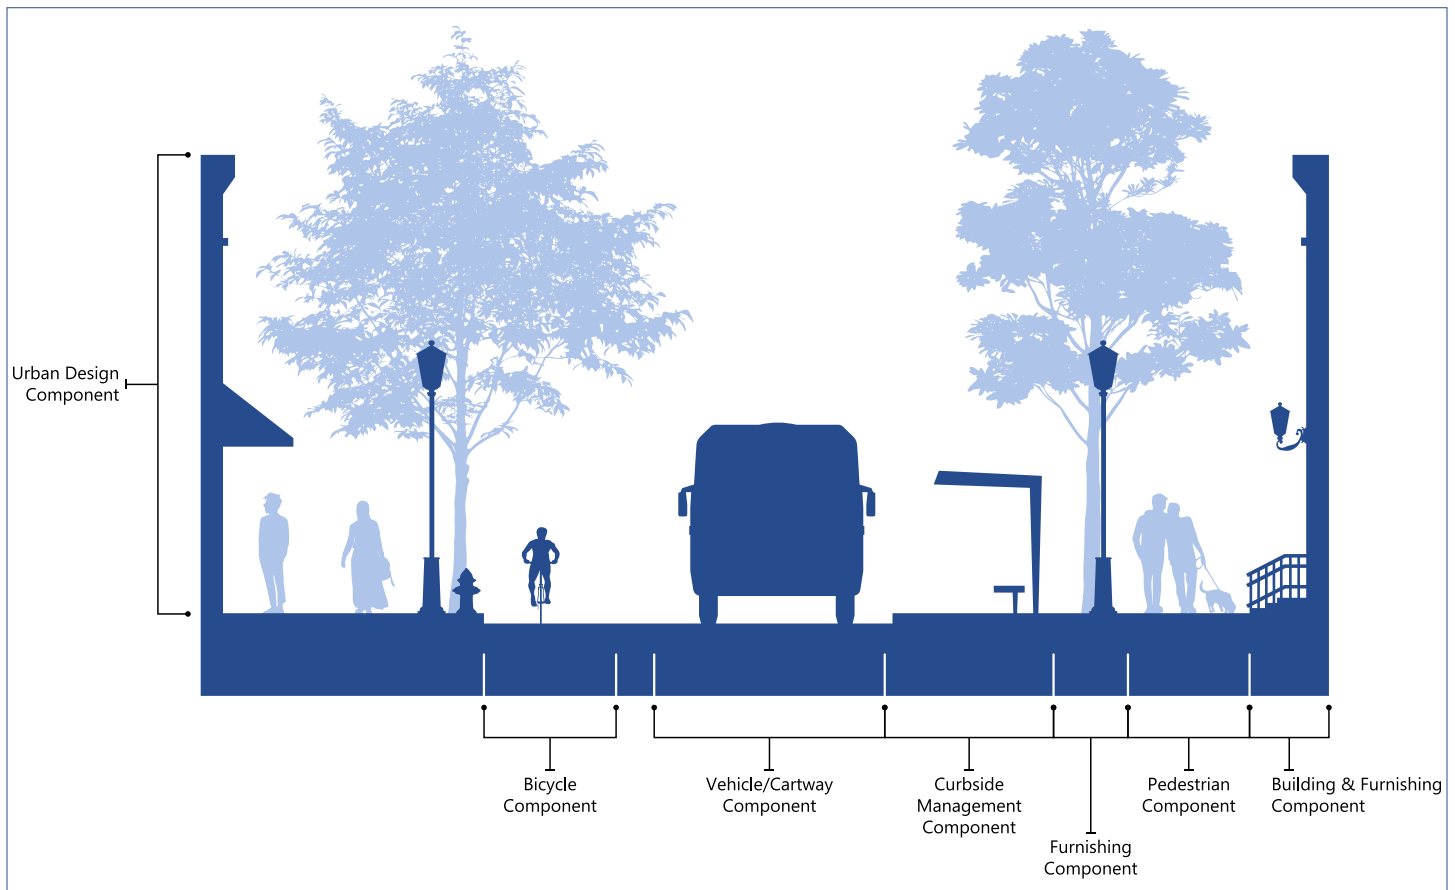 Urban Design
Component
Bicycle
Component
Vehicle/Cartway
Component
Curbside
Management
Component
Furnishing
Component
Pedestrian
Component
Building & Furnishing
Component